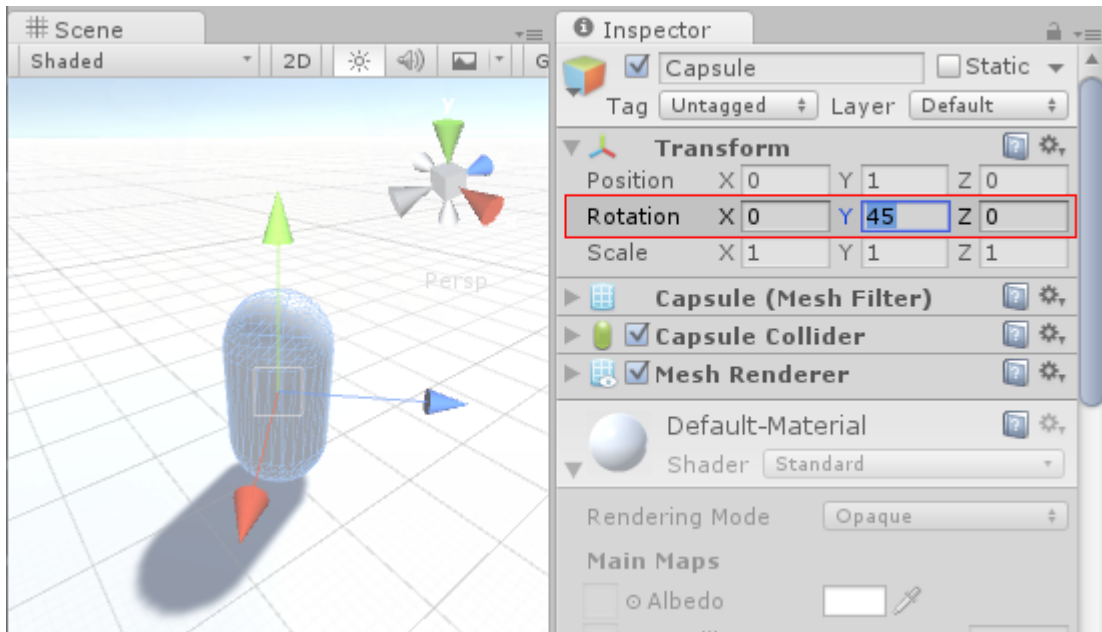 Scene
Shaded
2D
G
y
Persp
Inspector
Capsule
Static
Tag Untagged Layer Default
Transform
Position X 0 Y 1 Z 0
Rotation X 0 Y 45 Z 0
Scale X 1 Y 1 Z 1
Capsule (Mesh Filter)
Capsule Collider
Mesh Renderer
Default-Material
Shader Standard
Rendering Mode Opaque
Main Maps
Albedo